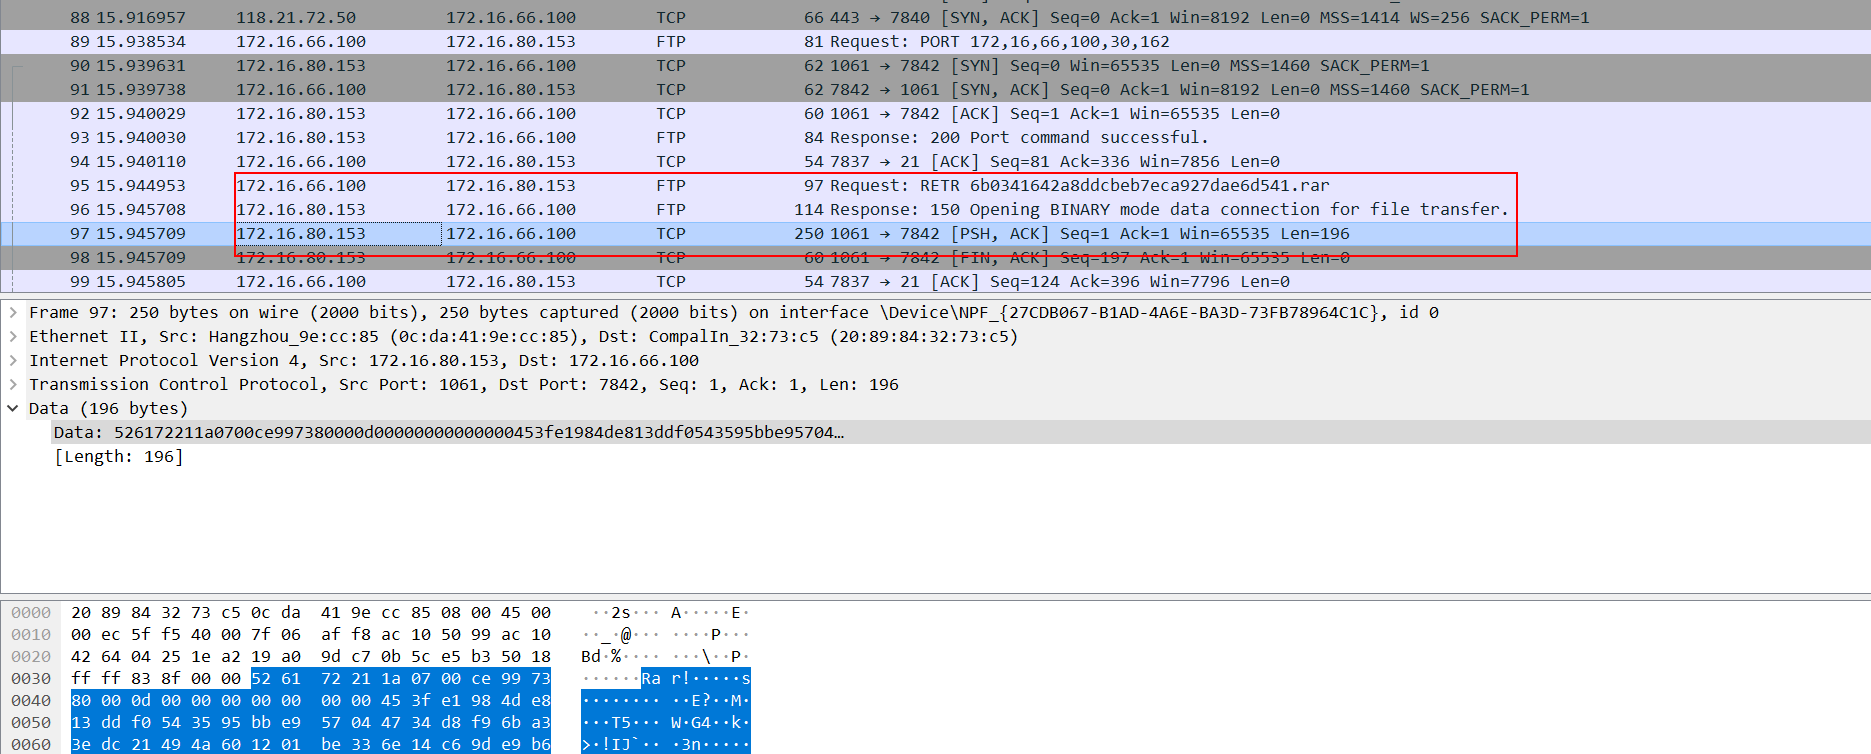 88 15.916957 118.21.72.50 172.16.66.100 TCP 66 443 → 7840 [SYN, ACK] Seq=0 Ack=1 Win=8192 Len=0 MSS=1414 WS=256 SACK_PERM=1
89 15.938534 172.16.66.100 172.16.80.153 FTP 81 Request: PORT 172,16,66,100,30,162
90 15.939631 172.16.80.153 172.16.66.100 TCP 62 1061 → 7842 [SYN] Seq=0 Win=65535 Len=0 MSS=1460 SACK_PERM=1
91 15.939738 172.16.66.100 172.16.80.153 TCP 62 7842 → 1061 [SYN, ACK] Seq=0 Ack=1 Win=8192 Len=0 MSS=1460 SACK_PERM=1
92 15.940029 172.16.80.153 172.16.66.100 TCP 60 1061 → 7842 [ACK] Seq=1 Ack=1 Win=65535 Len=0
93 15.940030 172.16.80.153 172.16.66.100 FTP 84 Response: 200 Port command successful.
94 15.940110 172.16.66.100 172.16.80.153 TCP 54 7837 → 21 [ACK] Seq=81 Ack=336 Win=7856 Len=0
95 15.944953 172.16.66.100 172.16.80.153 FTP 97 Request: RETR 6b0341642a8ddcbeb7eca927dae6d541.rar
96 15.945708 172.16.80.153 172.16.66.100 FTP 114 Response: 150 Opening BINARY mode data connection for file transfer.
97 15.945709 172.16.80.153 172.16.66.100 TCP 250 1061 → 7842 [PSH, ACK] Seq=1 Ack=1 Win=65535 Len=196
98 15.945709 172.16.80.153 172.16.66.100 TCP 60 1061 → 7842 [FIN, ACK] Seq=197 Ack=1 Win=65535 Len=0
99 15.945805 172.16.66.100 172.16.80.153 TCP 54 7837 → 21 [ACK] Seq=124 Ack=396 Win=7796 Len=0
Frame 97: 250 bytes on wire (2000 bits), 250 bytes captured (2000 bits) on interface \Device\NPF_{27CDB067-B1AD-4A6E-BA3D-73FB78964C1C}, id 0
Ethernet II, Src: Hangzhou_9e:cc:85 (0c:da:41:9e:cc:85), Dst: CompalIn_32:73:c5 (20:89:84:32:73:c5)
Internet Protocol Version 4, Src: 172.16.80.153, Dst: 172.16.66.100
Transmission Control Protocol, Src Port: 1061, Dst Port: 7842, Seq: 1, Ack: 1, Len: 196
Data (196 bytes)
Data: 526172211a0700ce997380000d00000000000000453fe1984de813ddf0543595bbe95704…
[Length: 196]
0000 20 89 84 32 73 c5 0c da 41 9e cc 85 08 00 45 00 ··2s··· A·····E·
0010 00 ec 5f f5 40 00 7f 06 af f8 ac 10 50 99 ac 10 ··_·@··· ····P···
0020 42 64 04 25 1e a2 19 a0 9d c7 0b 5c e5 b3 50 18 Bd·%···· ···\··P·
0030 ff ff 83 8f 00 00 52 61 72 21 1a 07 00 ce 99 73 ······Ra r!·····s
0040 80 00 0d 00 00 00 00 00 00 00 45 3f e1 98 4d e8 ········ ··E?··M·
0050 13 dd f0 54 35 95 bb e9 57 04 47 34 d8 f9 6b a3 ···T5··· W·G4··k·
0060 3e dc 21 49 4a 60 12 01 be 33 6e 14 c6 9d e9 b6 >·!IJ`·· ·3n·····